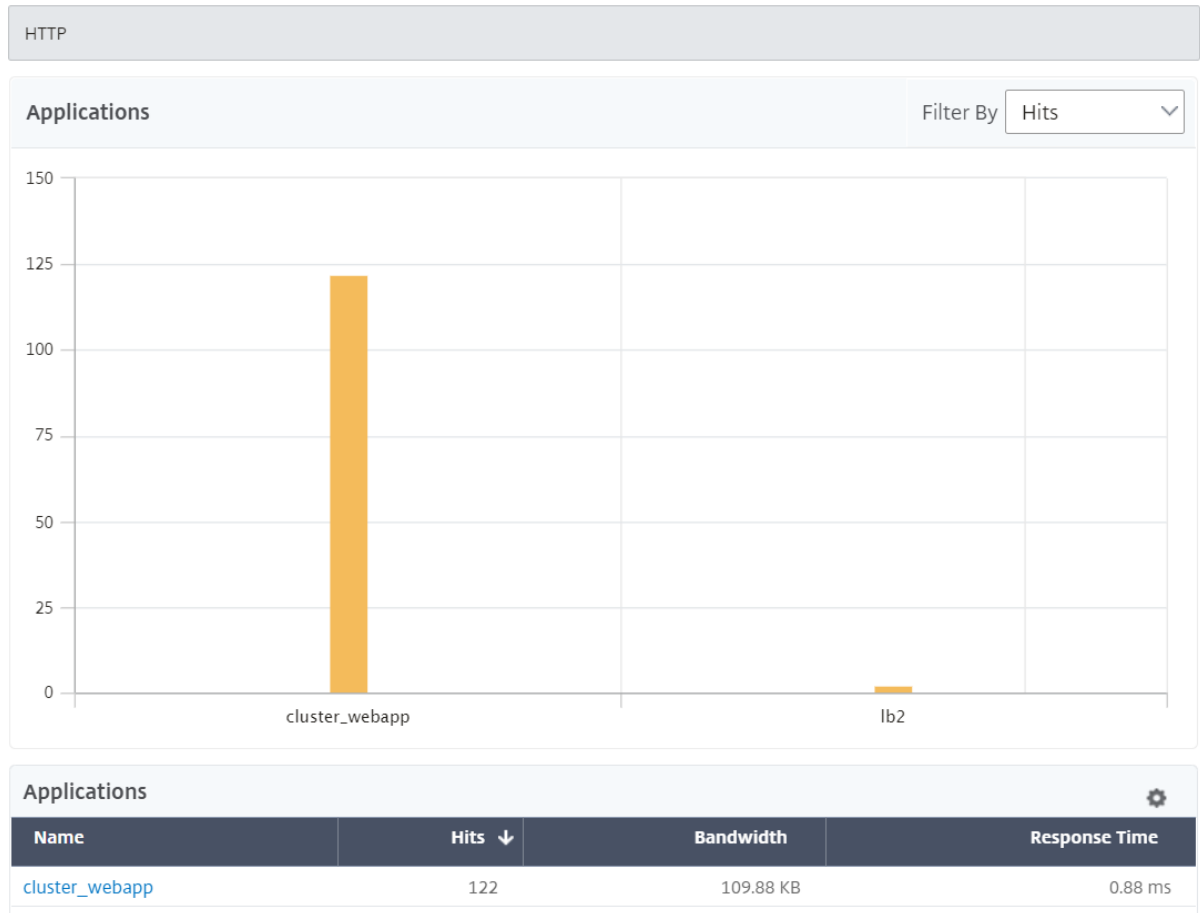 HTTP
Applications
Filter By Hits
150
125
100
75
50
25
0
cluster_webapp lb2
Applications
Name Hits Bandwidth Response Time
cluster_webapp 122 109.88 KB 0.88 ms